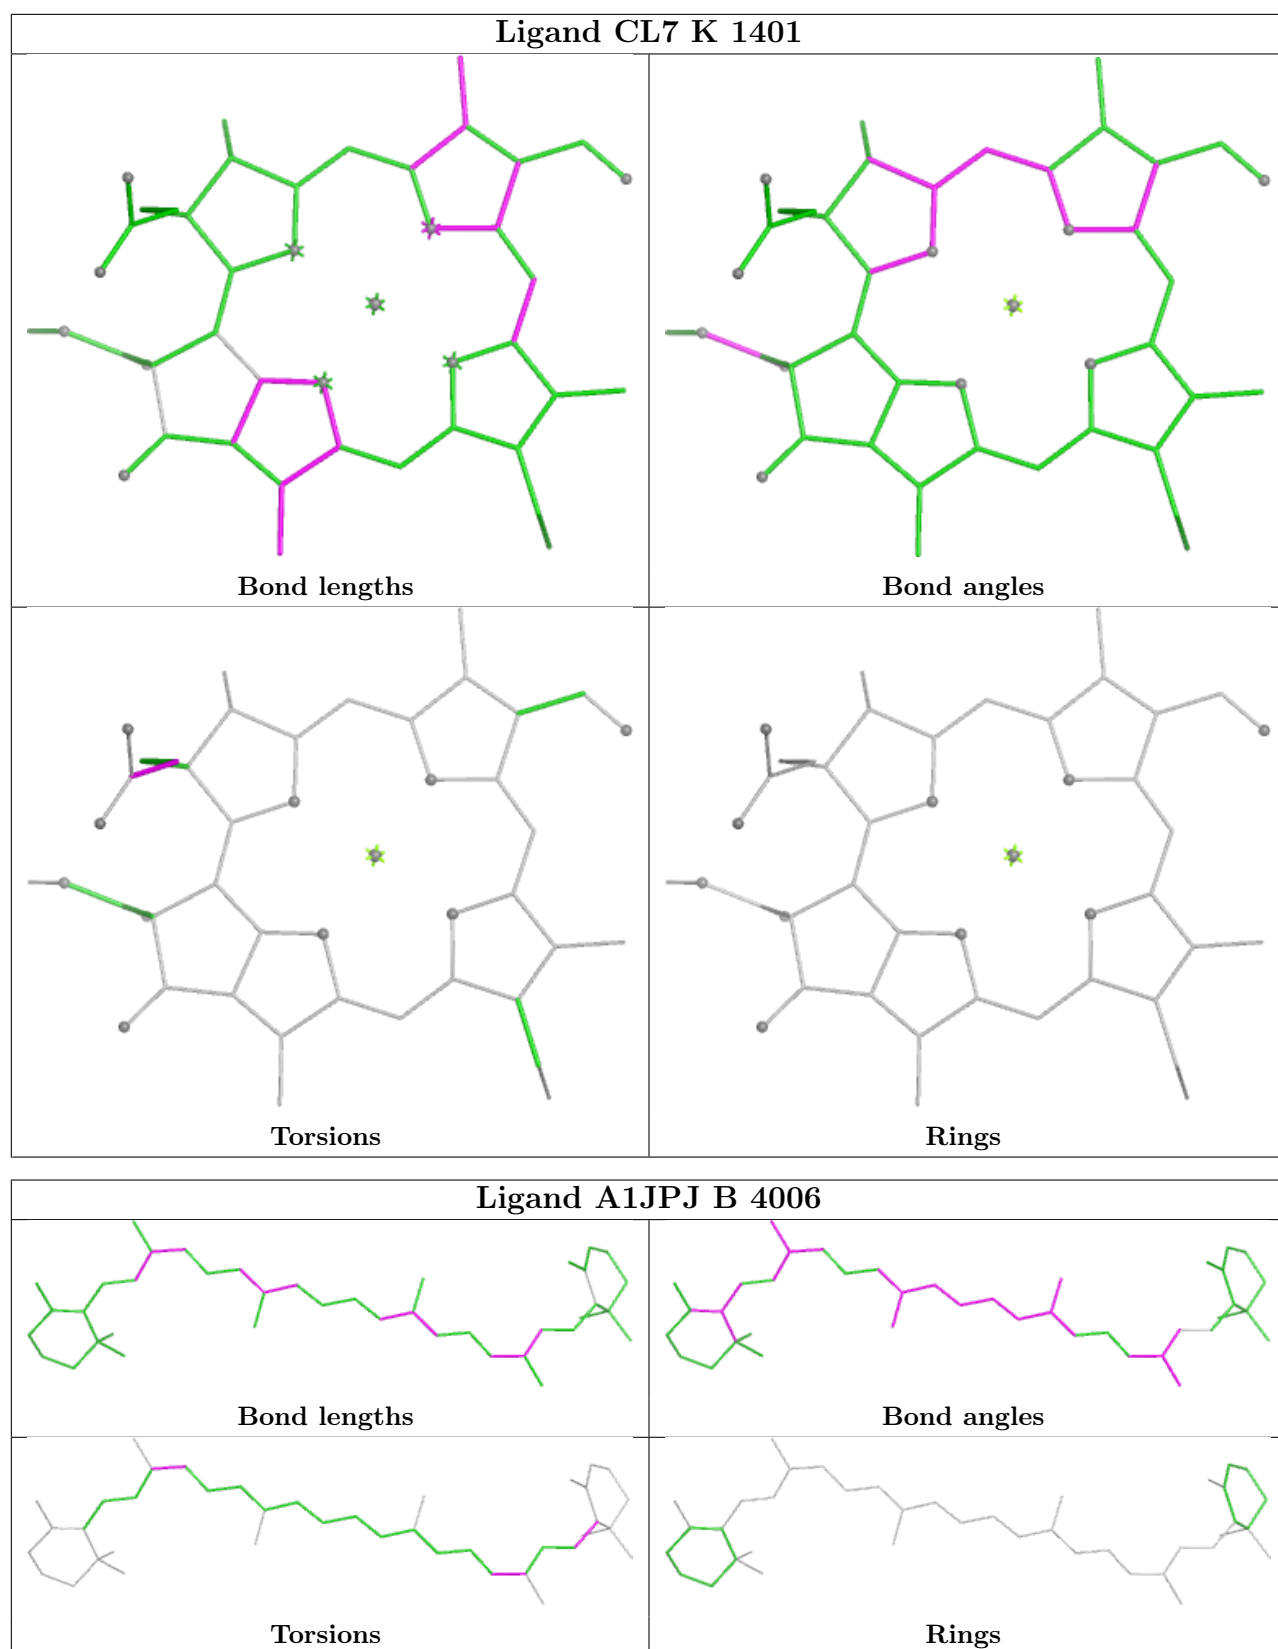 Ligand CL7 K 1401
Bond lengths
Bond angles
Torsions
Rings
Ligand A1JPJ B 4006
Bond lengths
Bond angles
Torsions
Rings